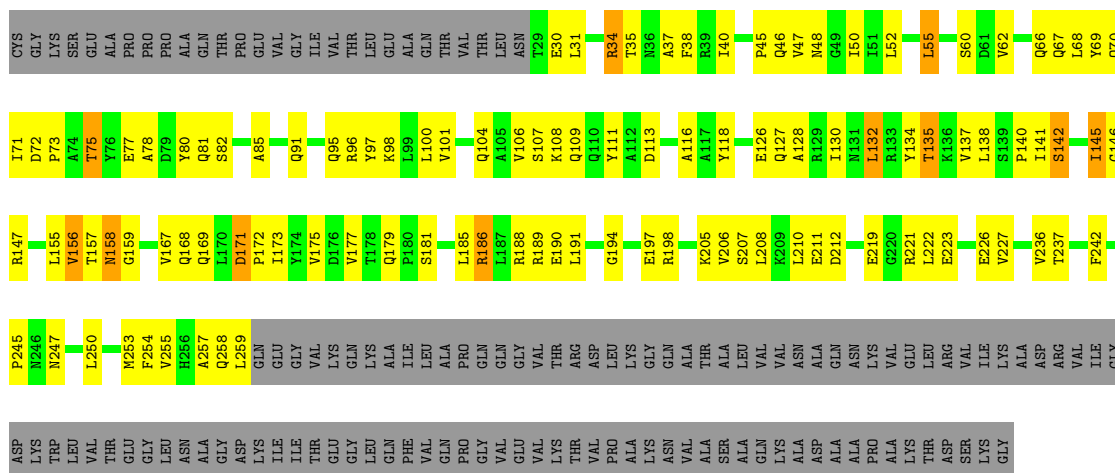 CYS GLY LYS SER GLU ALA PRO PRO PRO ALA GLN THR PRO GLU VAL GLY ILE VAL THR LEU GLU ALA GLN THR VAL THR LEU ASN T29 E30 L31 R34 T35 N36 A37 F38 R39 I40 P45 Q46 V47 N48 G49 I50 I51 L52 L55 S60 D61 V62 Q66 Q67 L68 Y69 Q70
I71 D72 P73 A74 T75 Y76 E77 A78 D79 Y80 Q81 S82 A85 Q91 Q95 R96 Y97 K98 L99 L100 V101 Q104 A105 V106 S107 K108 Q109 Q110 Y111 A112 D113 A116 A117 Y118 E126 Q127 A128 R129 I130 N131 L132 R133 Y134 T135 K136 V137 L138 S139 P140 I141 S142 I145 G146
R147 L155 V156 T157 N158 G159 V167 Q168 Q169 L170 D171 P172 I173 Y174 V175 D176 V177 T178 Q179 P180 S181 L185 R186 L187 R188 R189 E190 L191 G194 E197 R198 K205 V206 S207 L208 K209 L210 E211 D212 E219 G220 R221 L222 E223 E226 V227 V236 T237 F242
P245 N246 N247 L250 M253 F254 V255 H256 A257 Q258 L259 GLN GLU GLY VAL GLN LYS ALA ILE LEU ALA PRO GLN GLN GLY VAL THR ARG ASP LEU LYS GLY GLN ALA THR ALA LEU VAL VAL ASN ALA GLN ASN LYS VAL GLU LEU ARG VAL ILE LYS ALA ASP ARG VAL ILE GLY
ASP LYS TRP LEU VAL THR GLU GLY LEU ASN ALA GLY ASP LYS ILE ILE THR GLU GLY LEU GLN PHE VAL GLN PRO GLY VAL GLU VAL LYS THR VAL PRO ALA LYS ASN VAL ALA SER ALA GLN LYS ALA ASP ALA ALA PRO ALA LYS THR ASP SER LYS GLY